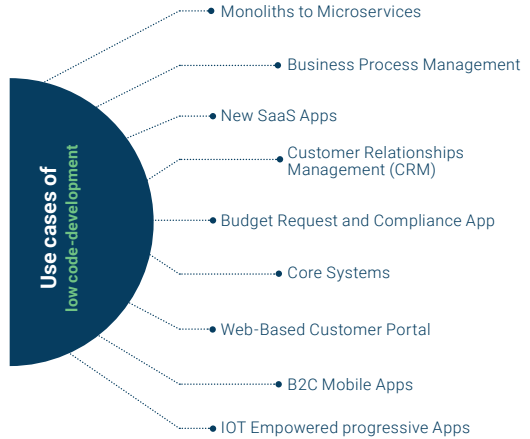 Use cases of
low code-development
Monoliths to Microservices
Business Process Management
New SaaS Apps
Customer Relationships
Management (CRM)
Budget Request and Compliance App
Core Systems
Web-Based Customer Portal
B2C Mobile Apps
IOT Empowered progressive Apps